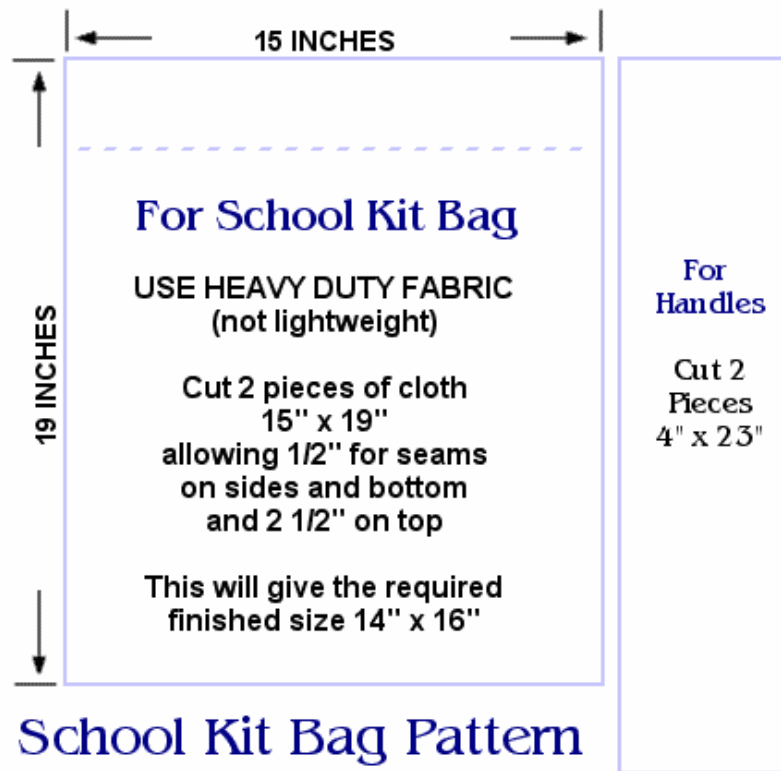 15 INCHES
19 INCHES
For School Kit Bag
USE HEAVY DUTY FABRIC
(not lightweight)
Cut 2 pieces of cloth
15" x 19"
allowing 1/2" for seams
on sides and bottom
and 2 1/2" on top
This will give the required
finished size 14" x 16"
For
Handles
Cut 2
Pieces
4" x 23"
School Kit Bag Pattern